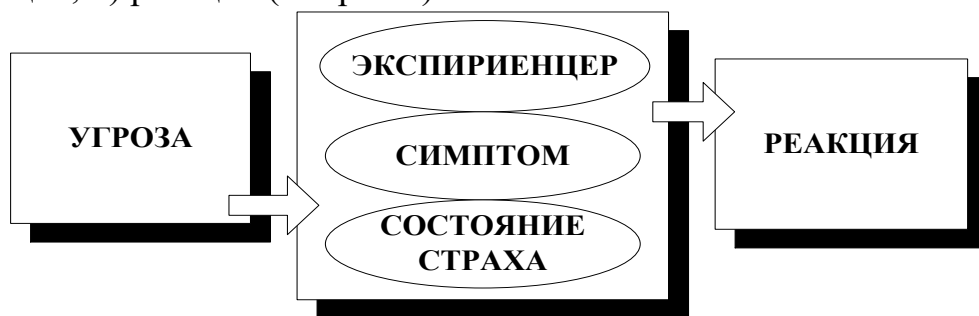 УГРОЗА
ЭКСПИРИЕНЦЕР
СИМПТОМ
СОСТОЯНИЕ
СТРАХА
РЕАКЦИЯ